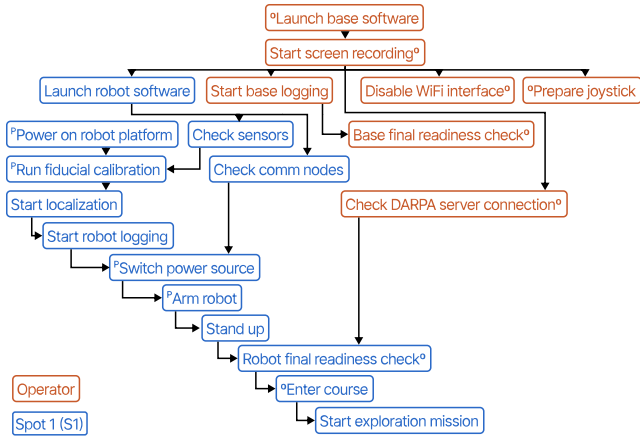 ºLaunch base software
Start screen recordingº
Launch robot software
Start base logging
Disable WiFi interfaceº
ºPrepare joystick
ᴾPower on robot platform
Check sensors
Base final readiness checkº
ᴾRun fiducial calibration
Check comm nodes
Start localization
Check DARPA server connectionº
Start robot logging
ᴾSwitch power source
ᴾArm robot
Stand up
Robot final readiness checkº
ºEnter course
Operator
Start exploration mission
Spot 1 (S1)